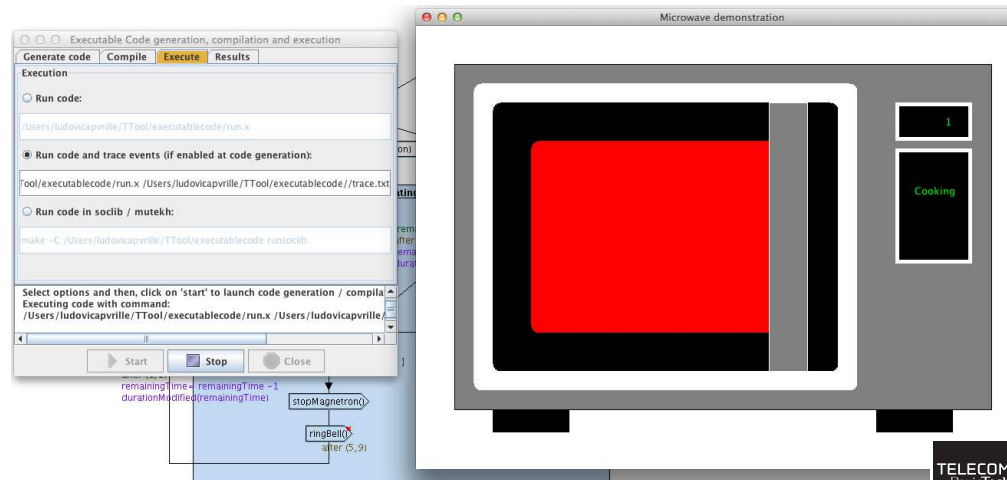 Executable Code generation, compilation and execution
Generate code Compile Execute Results
Execution
Run code:
/Users/ludovicapvrille/TTool/executablecode/run.x
Run code and trace events (if enabled at code generation):
Tool/executablecode/run.x /Users/ludovicapvrille/TTool/executablecode//trace.txt
Run code in soclib / mutekh:
make -C /Users/ludovicapvrille/TTool/executablecode runsoclib
Select options and then, click on 'start' to launch code generation / compila
Executing code with command:
/Users/ludovicapvrille/TTool/executablecode/run.x /Users/ludovicapvrille/
Start Stop Close
remainingTime= remainingTime -1
durationModified(remainingTime)
stopMagnetron()
ringBell()
after (5,9)
Microwave demonstration
1
Cooking
TELECOM